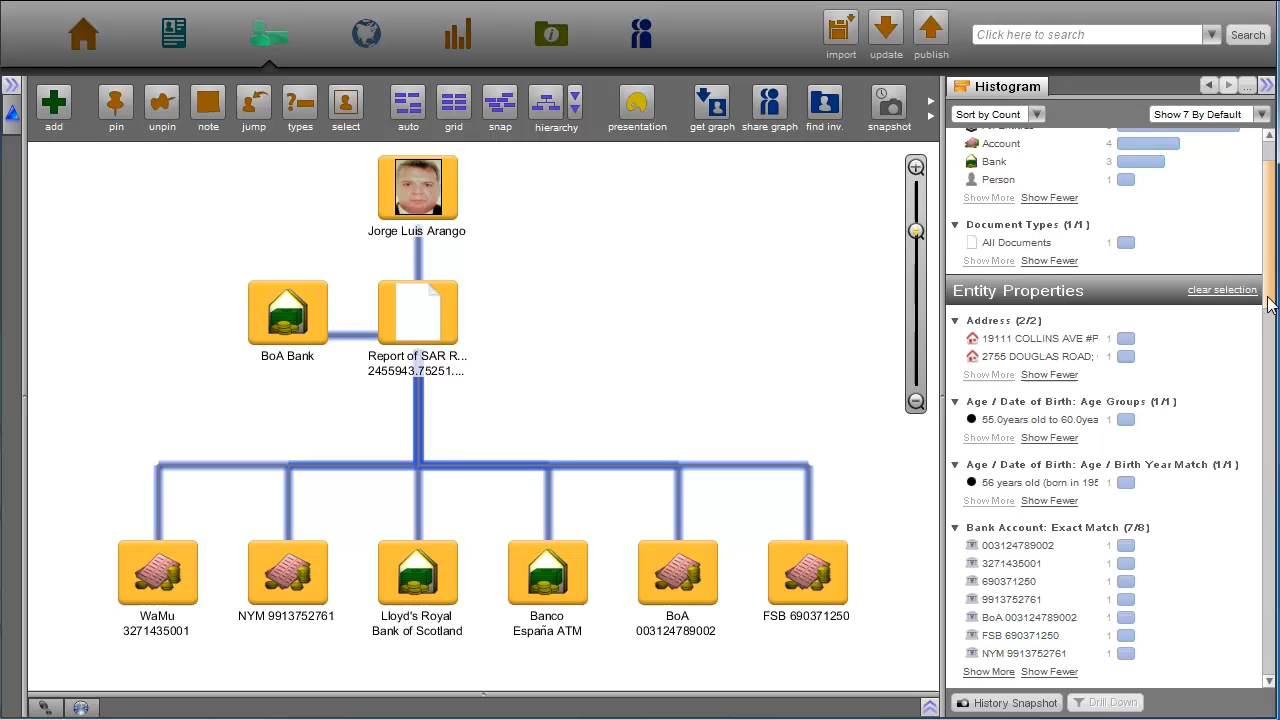 import
update
publish
Click here to search
Search
add
pin
unpin
note
jump
types
select
auto
grid
snap
hierarchy
presentation
get graph
share graph
find inv.
snapshot
Jorge Luis Arango
BoA Bank
Report of SAR R...
2455943.75251....
WaMu
3271435001
NYM 9913752761
Lloyd's Royal
Bank of Scotland
Banco
España ATM
BoA
003124789002
FSB 690371250
Histogram
...
Sort by Count
Show 7 By Default
Account 4
Bank 3
Person 1
Show More Show Fewer
Document Types (1/1)
All Documents 1
Show More Show Fewer
Entity Properties
clear selection
Address (2/2)
19111 COLLINS AVE #F 1
2755 DOUGLAS ROAD; 1
Show More Show Fewer
Age / Date of Birth: Age Groups (1/1)
55.0years old to 60.0yea 1
Show More Show Fewer
Age / Date of Birth: Age / Birth Year Match (1/1)
56 years old (born in 195 1
Show More Show Fewer
Bank Account: Exact Match (7/8)
003124789002 1
3271435001 1
690371250 1
9913752761 1
BoA 003124789002 1
FSB 690371250 1
NYM 9913752761 1
Show More Show Fewer
History Snapshot
Drill Down